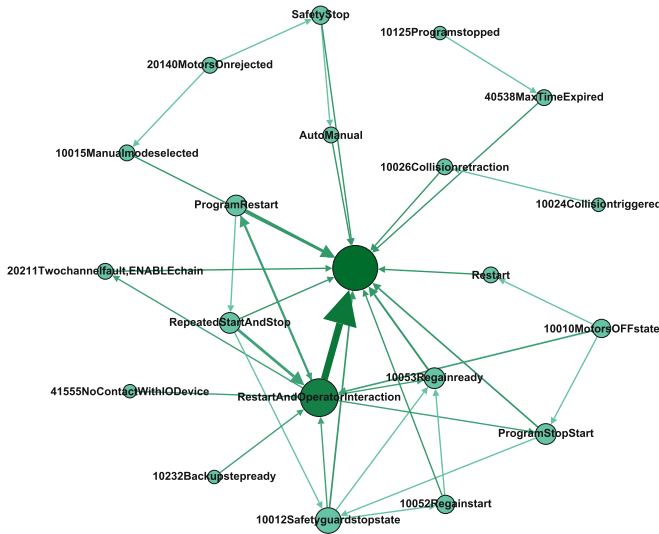 SafetyStop
10125Programstopped
20140MotorsOnrejected
40538MaxTimeExpired
AutoManual
10015Manualmodeselected
10026Collisionretraction
ProgramRestart
10024Collisiontriggered
20211Twochannelfault,ENABLEchain
Restart
RepeatedStartAndStop
10010MotorsOFFstate
10053Regainready
41555NoContactWithIODevice
RestartAndOperatorInteraction
ProgramStopStart
10232Backupstepready
10052Regainstart
10012Safetyguardstopstate